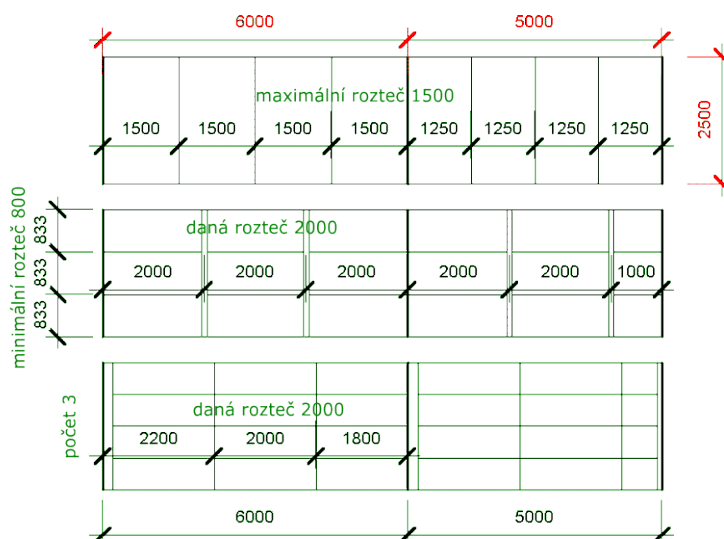 6000 5000
maximální rozteč 1500
1500 1500 1500 1500 1250 1250 1250 1250
2500
minimální rozteč 800
833
833
833
daná rozteč 2000
2000 2000 2000 2000 2000 1000
počet 3
daná rozteč 2000
2200 2000 1800
6000 5000